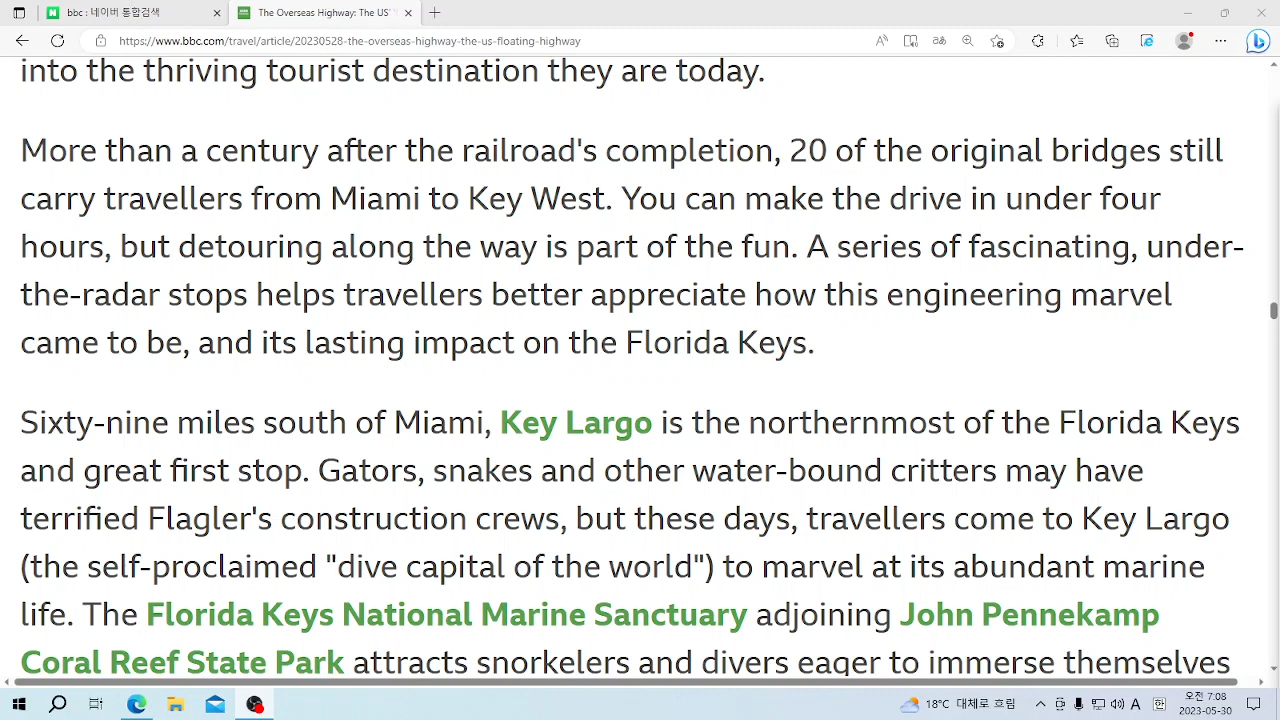 bbc : 네이버 통합검색
The Overseas Highway: The US'
https://www.bbc.com/travel/article/20230528-the-overseas-highway-the-us-floating-highway
into the thriving tourist destination they are today.
More than a century after the railroad's completion, 20 of the original bridges still
carry travellers from Miami to Key West. You can make the drive in under four
hours, but detouring along the way is part of the fun. A series of fascinating, under-
the-radar stops helps travellers better appreciate how this engineering marvel
came to be, and its lasting impact on the Florida Keys.
Sixty-nine miles south of Miami, Key Largo is the northernmost of the Florida Keys
and great first stop. Gators, snakes and other water-bound critters may have
terrified Flagler's construction crews, but these days, travellers come to Key Largo
(the self-proclaimed "dive capital of the world") to marvel at its abundant marine
life. The Florida Keys National Marine Sanctuary adjoining John Pennekamp
Coral Reef State Park attracts snorkelers and divers eager to immerse themselves
18°C 대체로 흐림
A
한
오전 7:08
2023-05-30